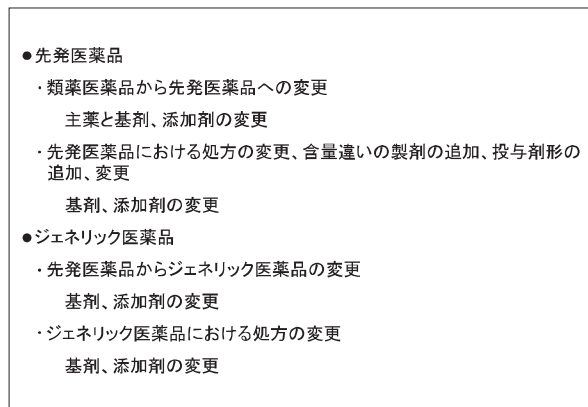 ●先発医薬品
・類薬医薬品から先発医薬品への変更
主薬と基剤、添加剤の変更
・先発医薬品における処方の変更、含量違いの製剤の追加、投与剤形の
追加、変更
基剤、添加剤の変更
●ジェネリック医薬品
・先発医薬品からジェネリック医薬品の変更
基剤、添加剤の変更
・ジェネリック医薬品における処方の変更
基剤、添加剤の変更